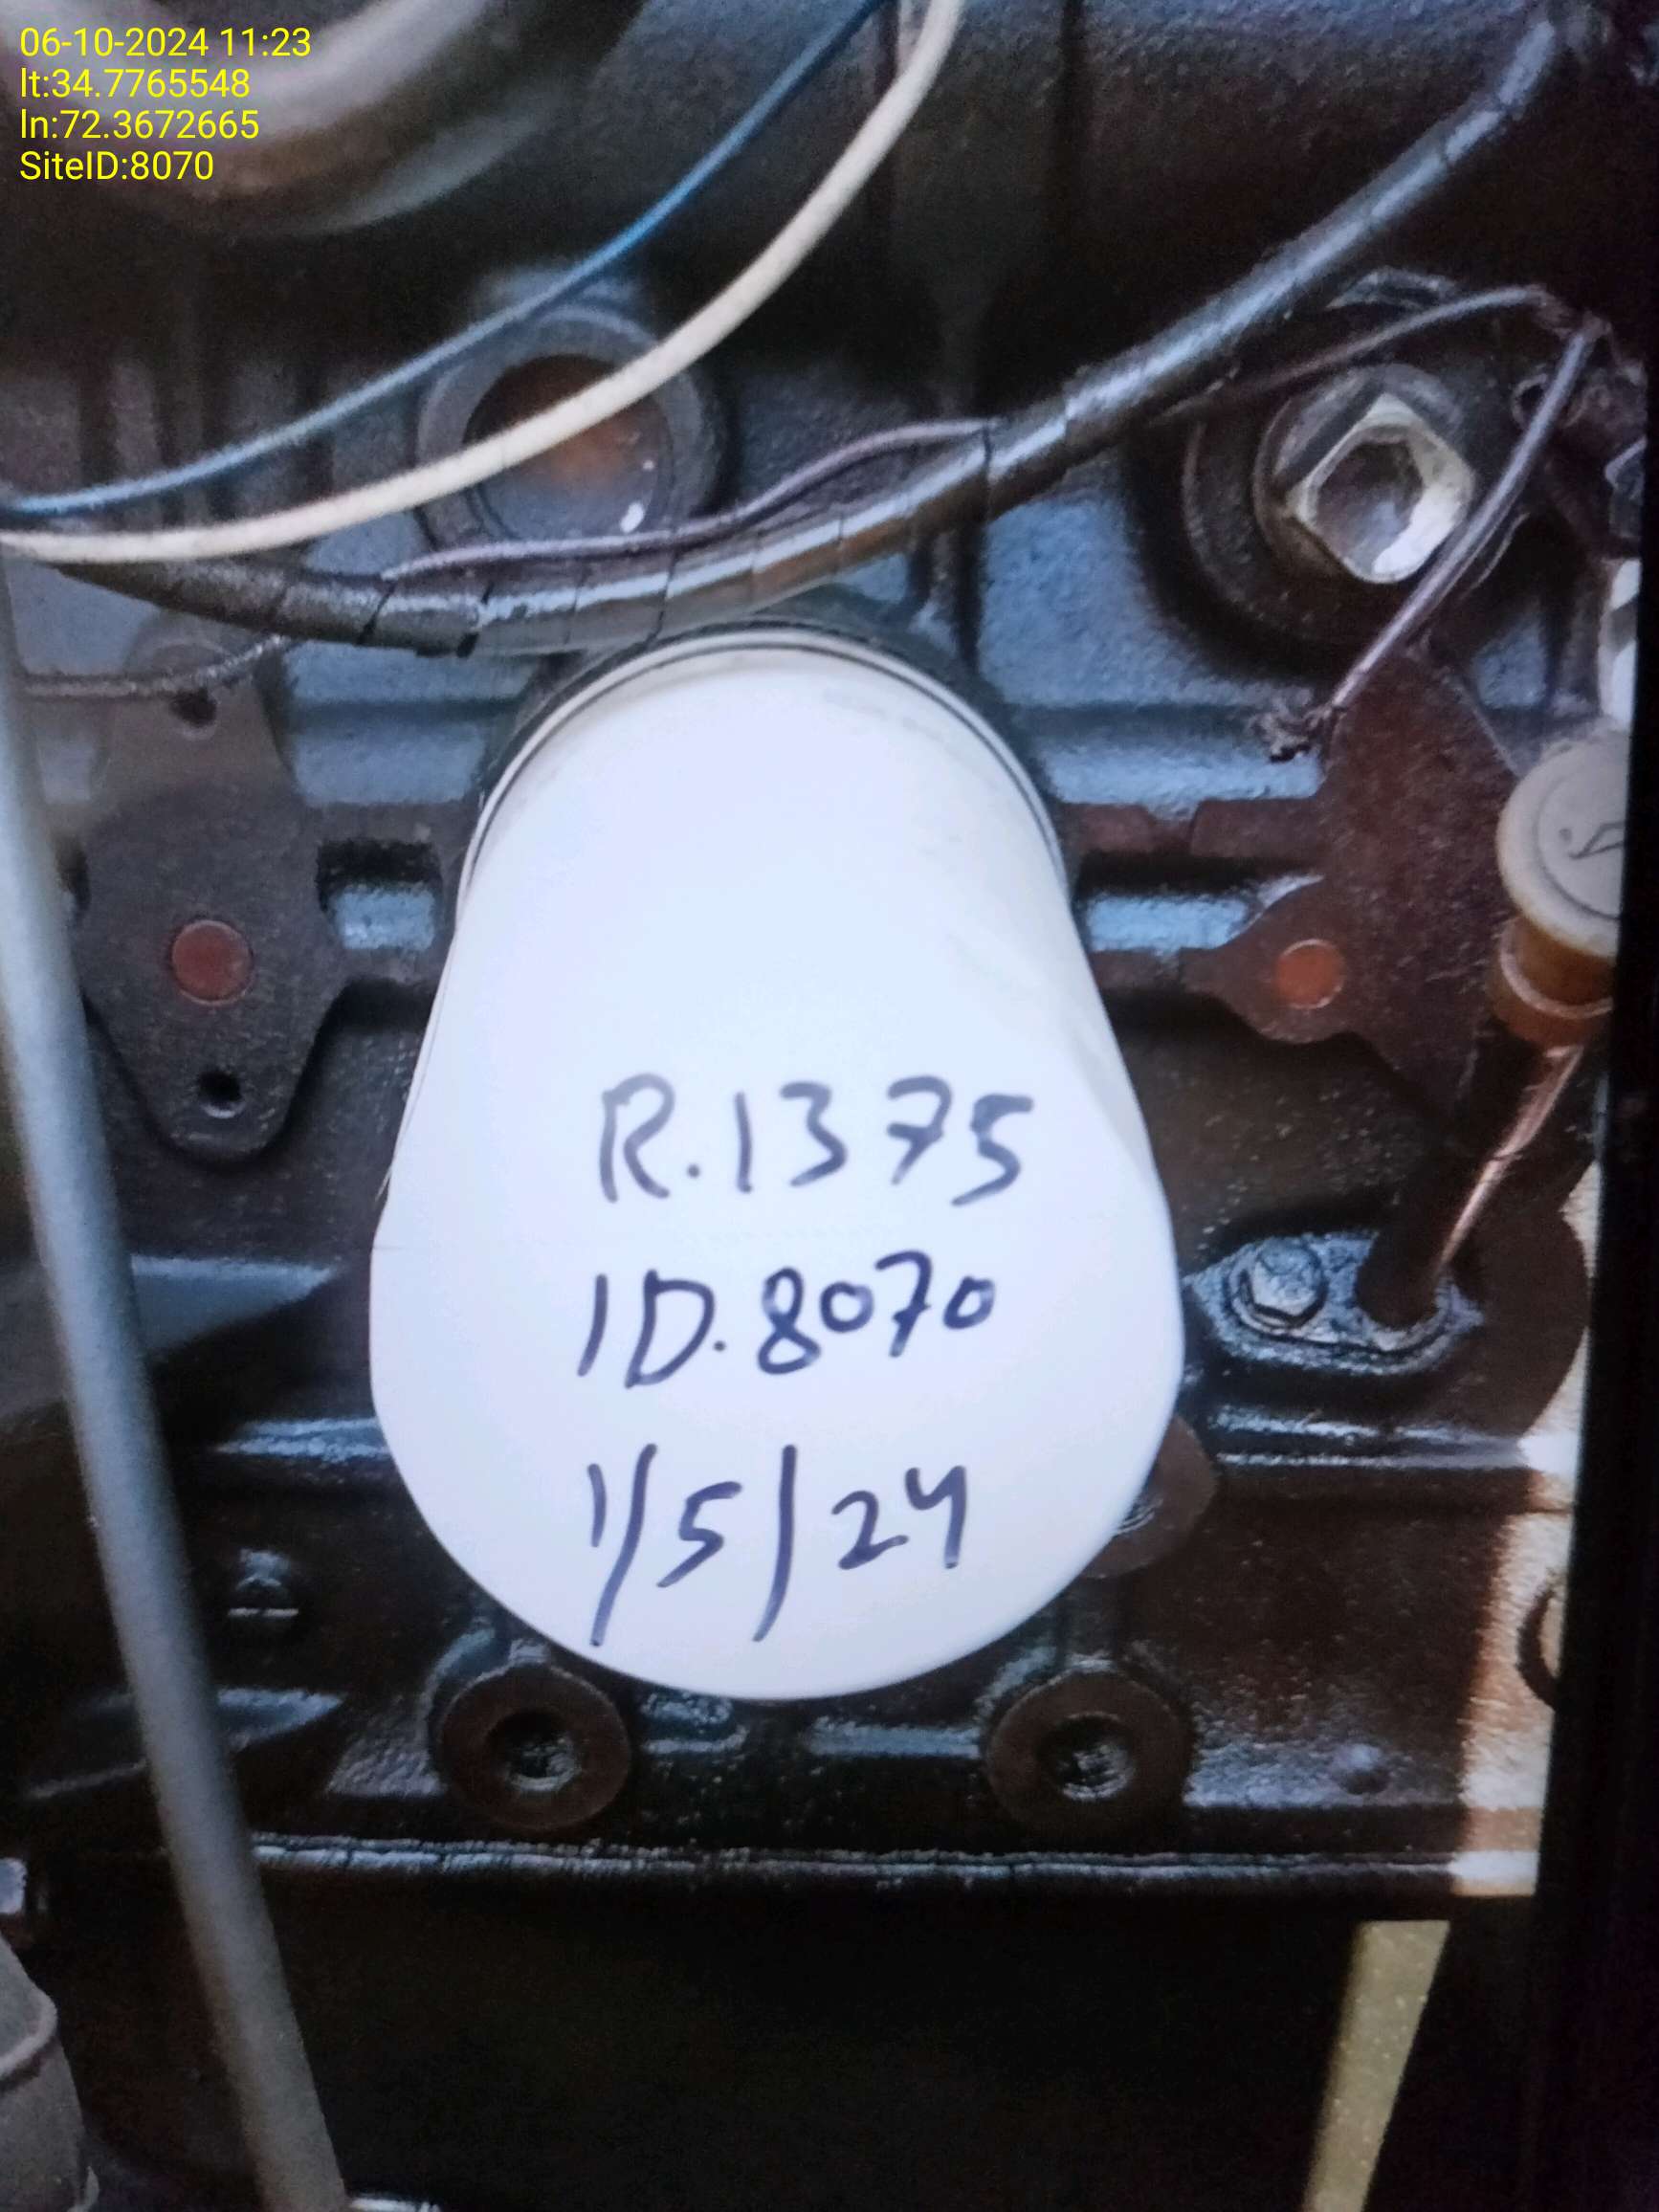 06-10-2024 11:23
lt:34.7765548
ln:72.3672665
SiteID:8070
R.1375
ID.8070
1/5/24